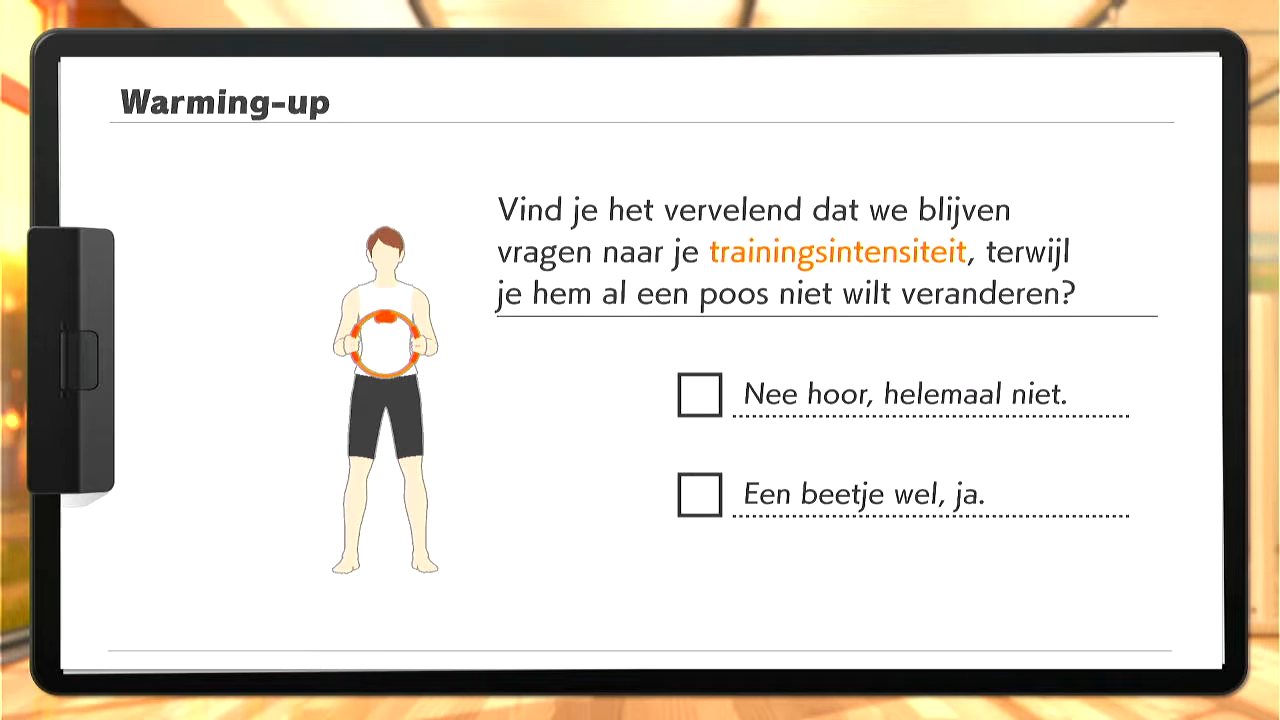 Warming-up
Vind je het vervelend dat we blijven
vragen naar je trainingsintensiteit, terwijl
je hem al een poos niet wilt veranderen?
Nee hoor, helemaal niet.
Een beetje wel, ja.